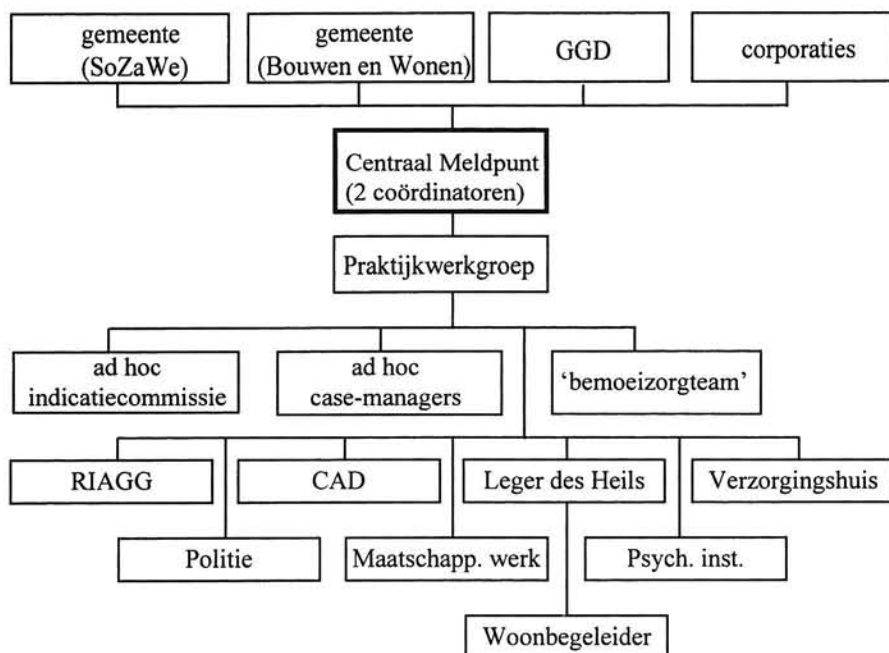 gemeente
(SoZaWe)
gemeente
(Bouwen en Wonen)
GGD
corporaties
Centraal Meldpunt
(2 coördinatoren)
Praktijkwerkgroep
ad hoc
indicatiecommissie
ad hoc
case-managers
‘bemoeizorgteam’
RIAGG
CAD
Leger des Heils
Verzorgingshuis
Politie
Maatschapp. werk
Psych. inst.
Woonbegeleider